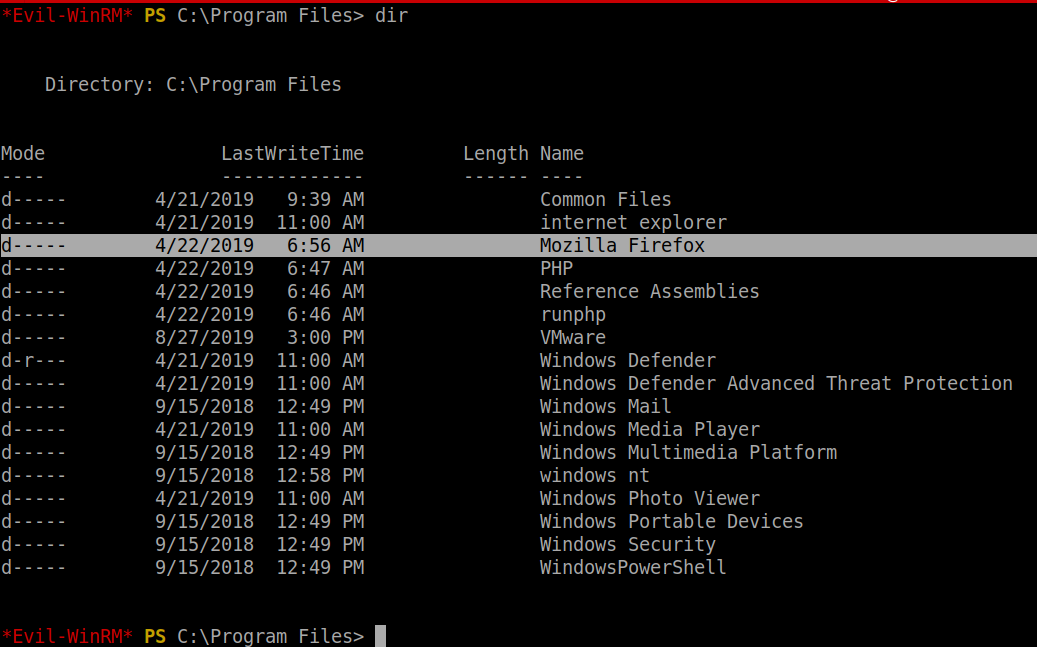 *Evil-WinRM* PS C:\Program Files> dir
Directory: C:\Program Files
Mode LastWriteTime Length Name
---- ------------- ------ ----
d----- 4/21/2019 9:39 AM Common Files
d----- 4/21/2019 11:00 AM internet explorer
d----- 4/22/2019 6:56 AM Mozilla Firefox
d----- 4/22/2019 6:47 AM PHP
d----- 4/22/2019 6:46 AM Reference Assemblies
d----- 4/22/2019 6:46 AM runphp
d----- 8/27/2019 3:00 PM VMware
d-r--- 4/21/2019 11:00 AM Windows Defender
d----- 4/21/2019 11:00 AM Windows Defender Advanced Threat Protection
d----- 9/15/2018 12:49 PM Windows Mail
d----- 4/21/2019 11:00 AM Windows Media Player
d----- 9/15/2018 12:49 PM Windows Multimedia Platform
d----- 9/15/2018 12:58 PM windows nt
d----- 4/21/2019 11:00 AM Windows Photo Viewer
d----- 9/15/2018 12:49 PM Windows Portable Devices
d----- 9/15/2018 12:49 PM Windows Security
d----- 9/15/2018 12:49 PM WindowsPowerShell
*Evil-WinRM* PS C:\Program Files>